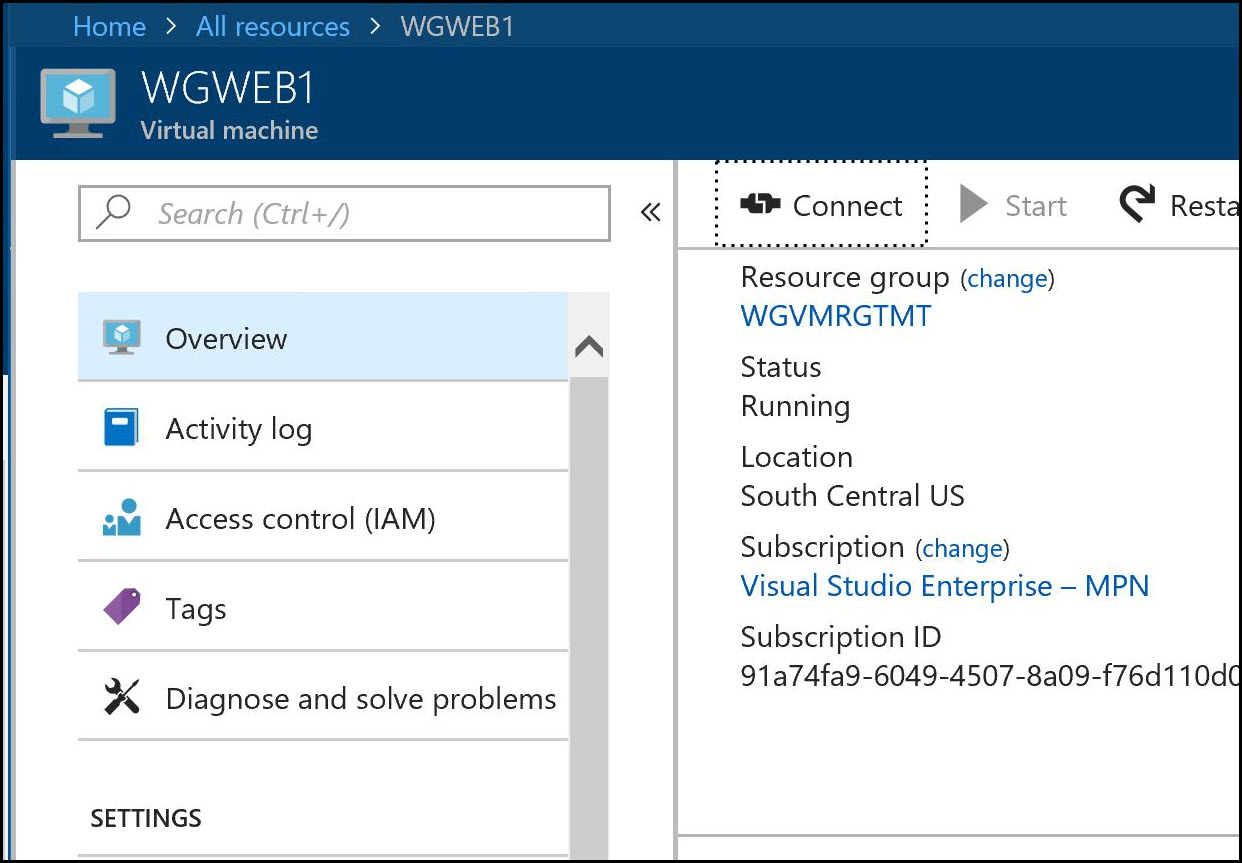 Home > All resources > WGWEB1
WGWEB1
Virtual machine
Search (Ctrl+/)
«
Overview
Activity log
Access control (IAM)
Tags
Diagnose and solve problems
SETTINGS
Connect Start Resta
Resource group (change)
WGVMRGTMT
Status
Running
Location
South Central US
Subscription (change)
Visual Studio Enterprise – MPN
Subscription ID
91a74fa9-6049-4507-8a09-f76d110d0